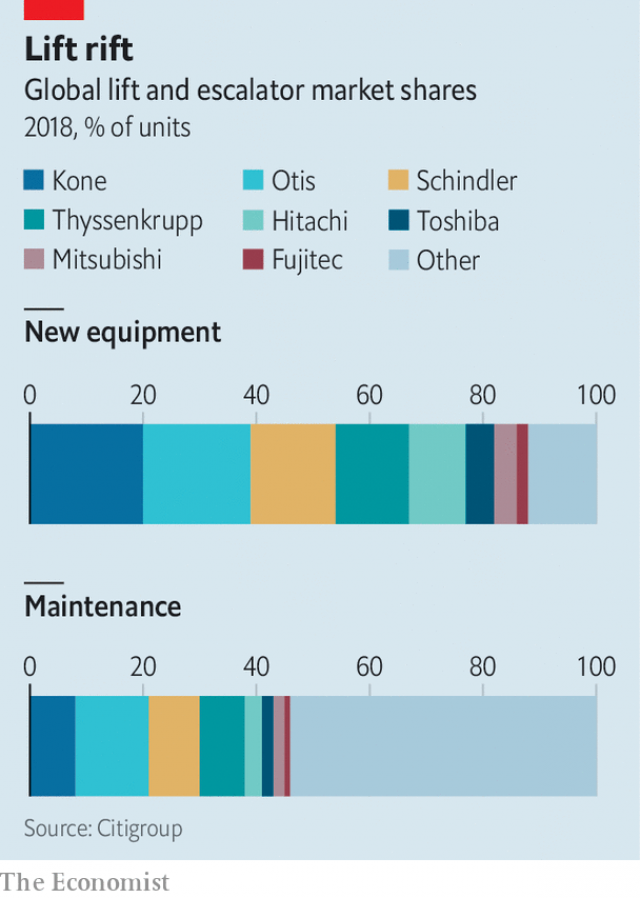 Lift rift
Global lift and escalator market shares
2018, % of units
Kone Otis Schindler
Thyssenkrupp Hitachi Toshiba
Mitsubishi Fujitec Other
New equipment
0 20 40 60 80 100
Maintenance
0 20 40 60 80 100
Source: Citigroup
The Economist